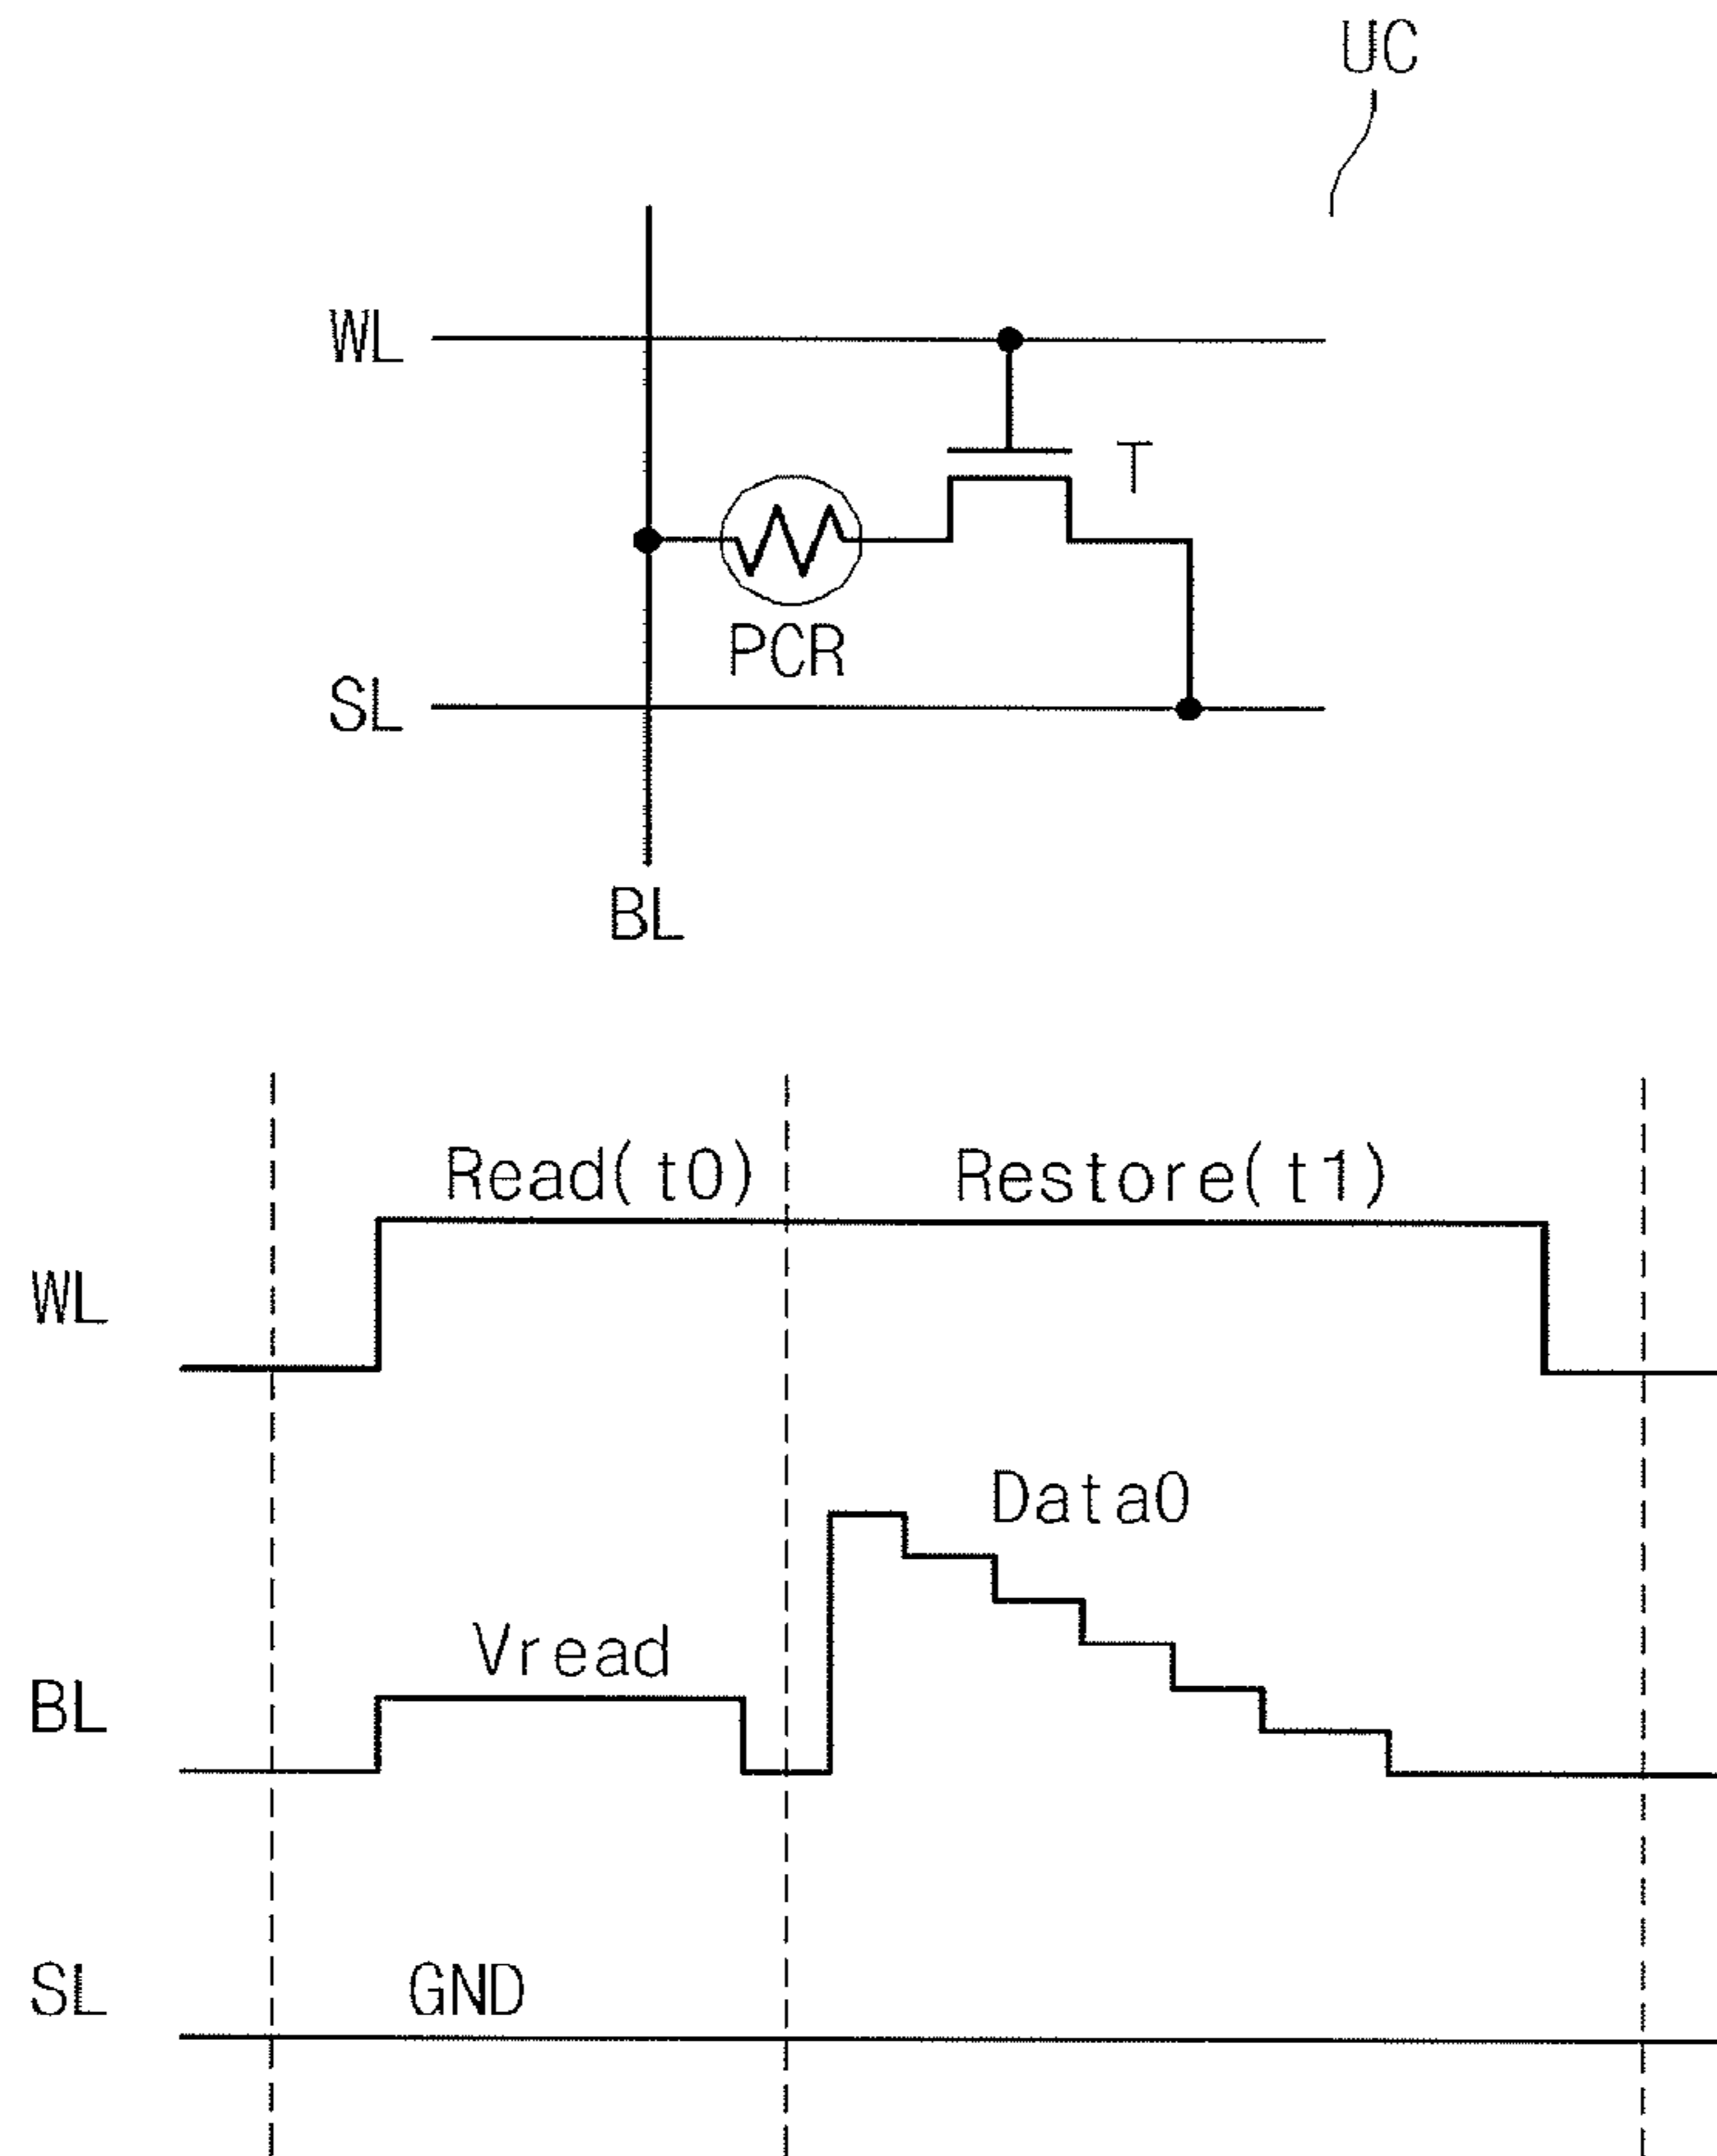 UC
WL
T
PCR
SL
BL
Read(t0)
Restore(t1)
WL
Data0
Vread
BL
SL
GND